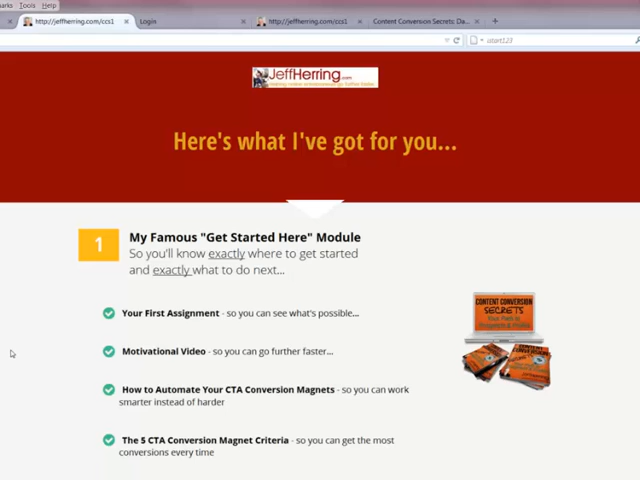 Tools Help
http://jeffherring.com/ccs1 × Login × http://jeffherring.com/ccs1 × Content Conversion Secrets: Da... × +
start123
JeffHerring.com
Here's what I've got for you...
1
My Famous "Get Started Here" Module
So you'll know exactly where to get started
and exactly what to do next...
Your First Assignment - so you can see what's possible...
Motivational Video - so you can go further faster...
How to Automate Your CTA Conversion Magnets - so you can work
smarter instead of harder
The 5 CTA Conversion Magnet Criteria - so you can get the most
conversions every time
CONTENT CONVERSION
SECRETS